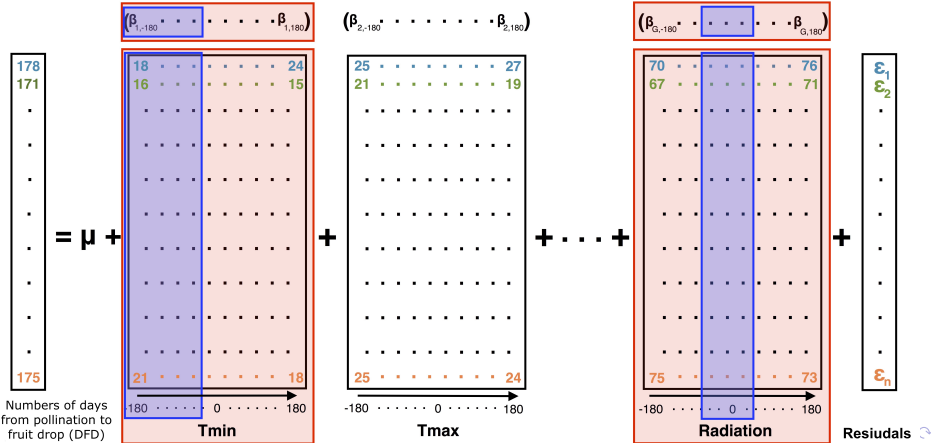 (β1,-180 · · · · · · · β1,180)
(β2,-180 · · · · · · · β2,180)
(βG,-180 · · · · · · · βG,180)
178 18 24 25 27 70 76 ε1
171 16 15 21 19 67 71 ε2
= μ + + + · · · · + +
175 21 18 25 24 75 73 εn
-180 0 180 -180 0 180 -180 0 180
Numbers of days
from pollination to
fruit drop (DFD)
Tmin Tmax Radiation Resiudals